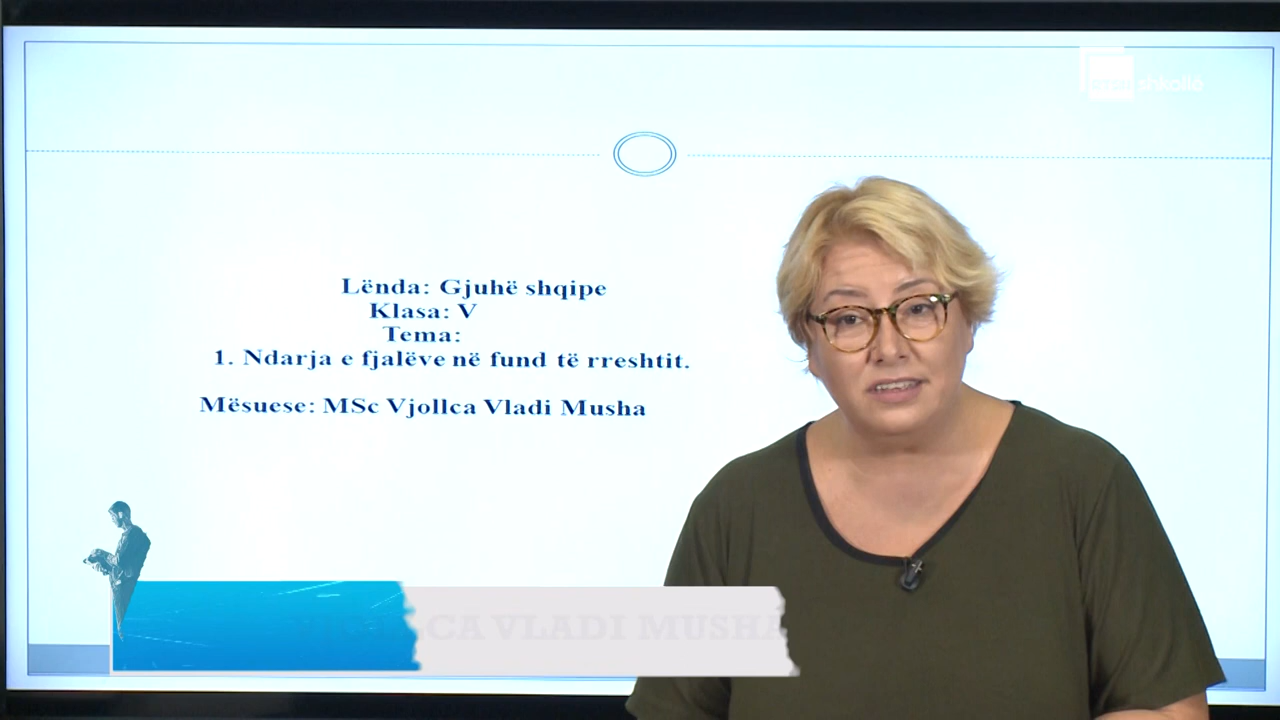 shkollë
Lënda: Gjuhë shqipe
Klasa: V
Tema:
1. Ndarja e fjalëve në fund të rreshtit.
Mësuese: MSc Vjollca Vladi Musha
VJOLLCA VLADI MUSHA